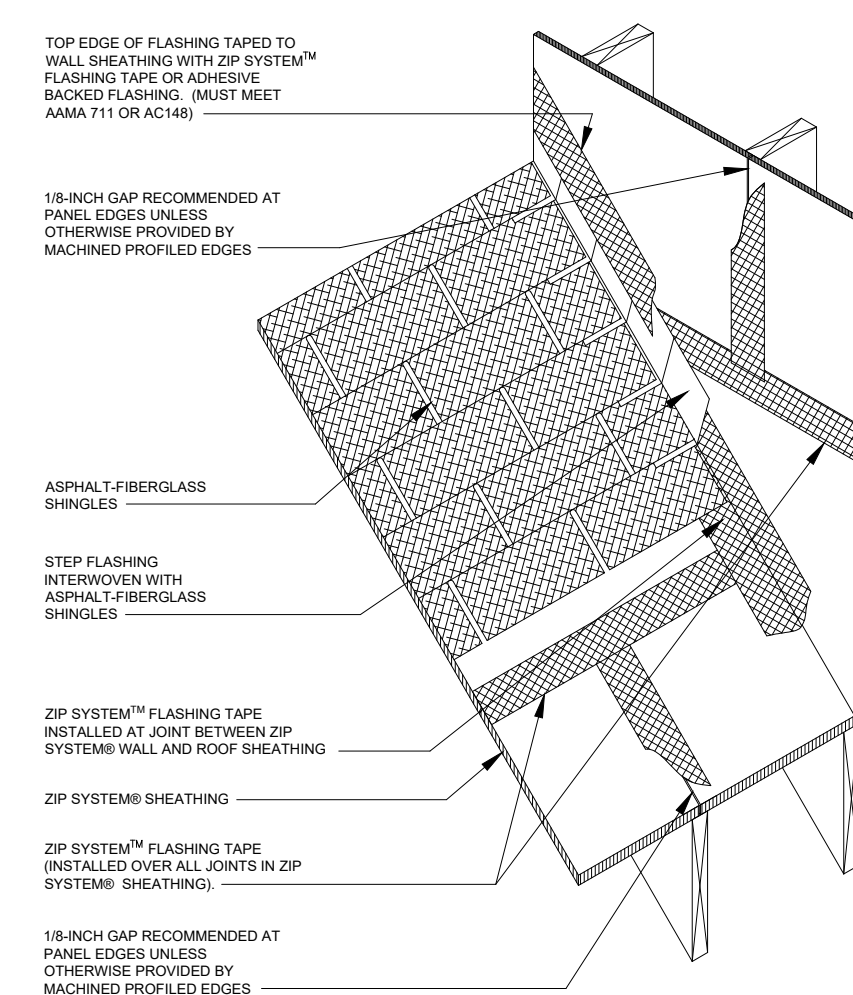 TOP EDGE OF FLASHING TAPED TO
WALL SHEATHING WITH ZIP SYSTEM™
FLASHING TAPE OR ADHESIVE
BACKED FLASHING. (MUST MEET
AAMA 711 OR AC148)
1/8-INCH GAP RECOMMENDED AT
PANEL EDGES UNLESS
OTHERWISE PROVIDED BY
MACHINED PROFILED EDGES
ASPHALT-FIBERGLASS
SHINGLES
STEP FLASHING
INTERWOVEN WITH
ASPHALT-FIBERGLASS
SHINGLES
ZIP SYSTEM™ FLASHING TAPE
INSTALLED AT JOINT BETWEEN ZIP
SYSTEM® WALL AND ROOF SHEATHING
ZIP SYSTEM® SHEATHING
ZIP SYSTEM™ FLASHING TAPE
(INSTALLED OVER ALL JOINTS IN ZIP
SYSTEM® SHEATHING).
1/8-INCH GAP RECOMMENDED AT
PANEL EDGES UNLESS
OTHERWISE PROVIDED BY
MACHINED PROFILED EDGES